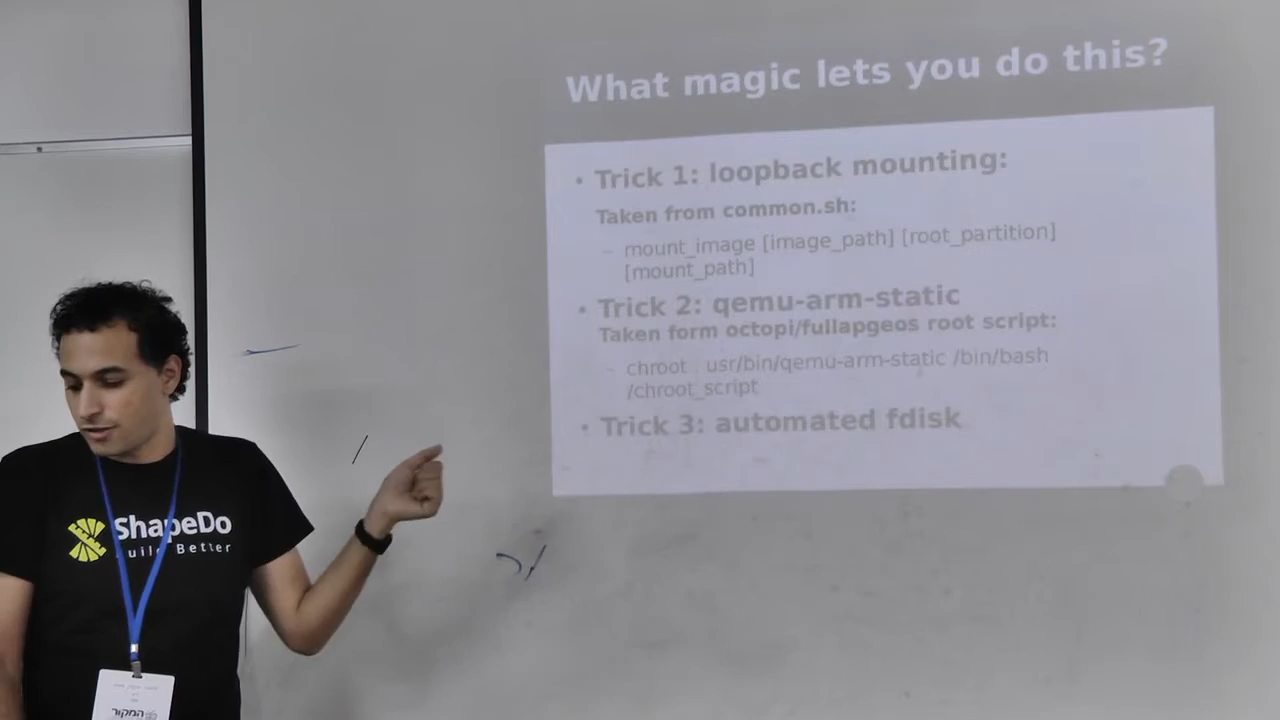 What magic lets you do this?
• Trick 1: loopback mounting:
Taken from common.sh:
– mount_image [image_path] [root_partition]
[mount_path]
• Trick 2: qemu-arm-static
Taken form octopi/fullapgeos root script:
– chroot . usr/bin/qemu-arm-static /bin/bash
/chroot_script
• Trick 3: automated fdisk
ShapeDo
Build Better
המקור